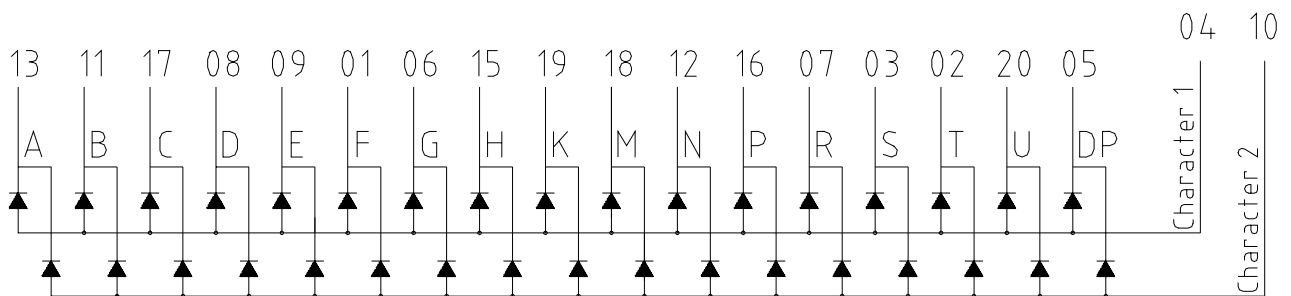 04 10
13 11 17 08 09 01 06 15 19 18 12 16 07 03 02 20 05
A B C D E F G H K M N P R S T U DP
Character 1
Character 2